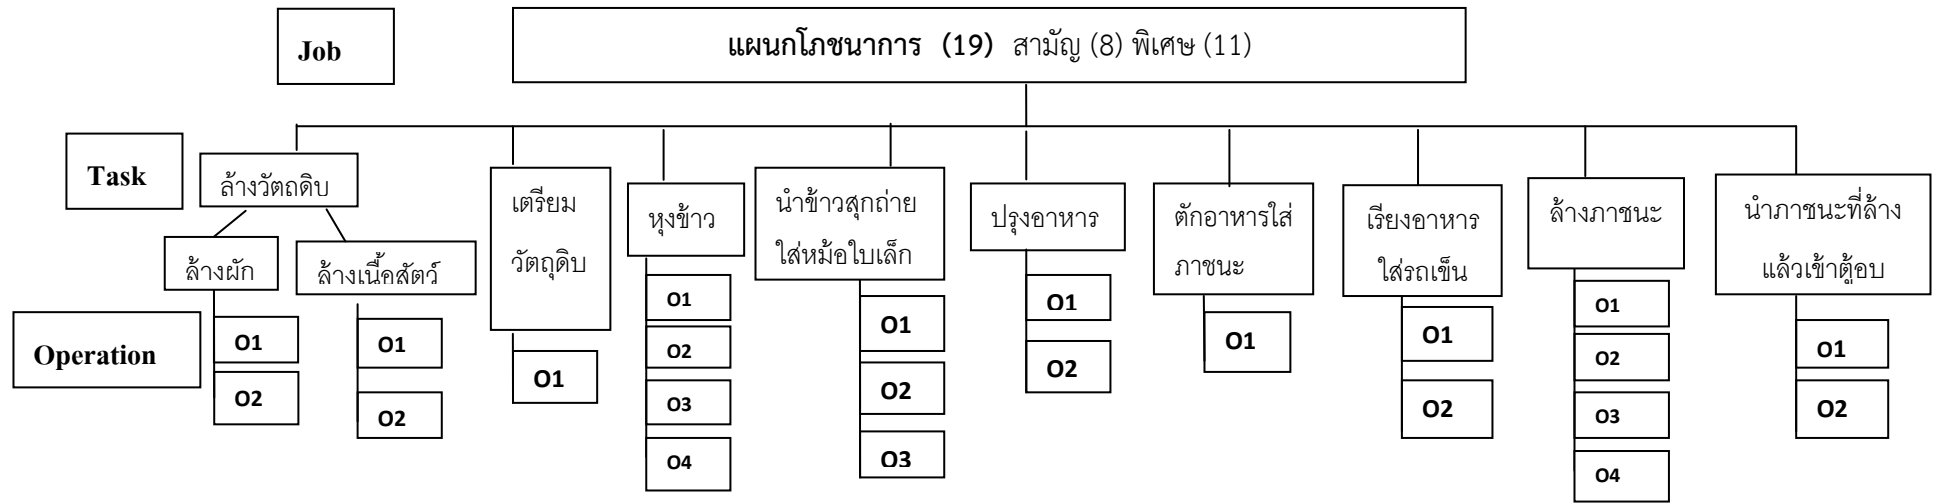 Job
แผนกโภชนาการ (19) สามัญ (8) พิเศษ (11)
Task
ล้างวัตถดิบ
ล้างผัก
O1
O2
ล้างเนื้อสัตว์
O1
O2
เตรียม
วัตถุดิบ
O1
หุงข้าว
O1
O2
O3
O4
นำข้าวสุกถ่าย
ใส่หม้อใบเล็ก
O1
O2
O3
ปรุงอาหาร
O1
O2
ตักอาหารใส่
ภาชนะ
O1
เรียงอาหาร
ใส่รถเข็น
O1
O2
ล้างภาชนะ
O1
O2
O3
O4
นำภาชนะที่ล้าง
แล้วเข้าตู้อบ
O1
O2
Operation